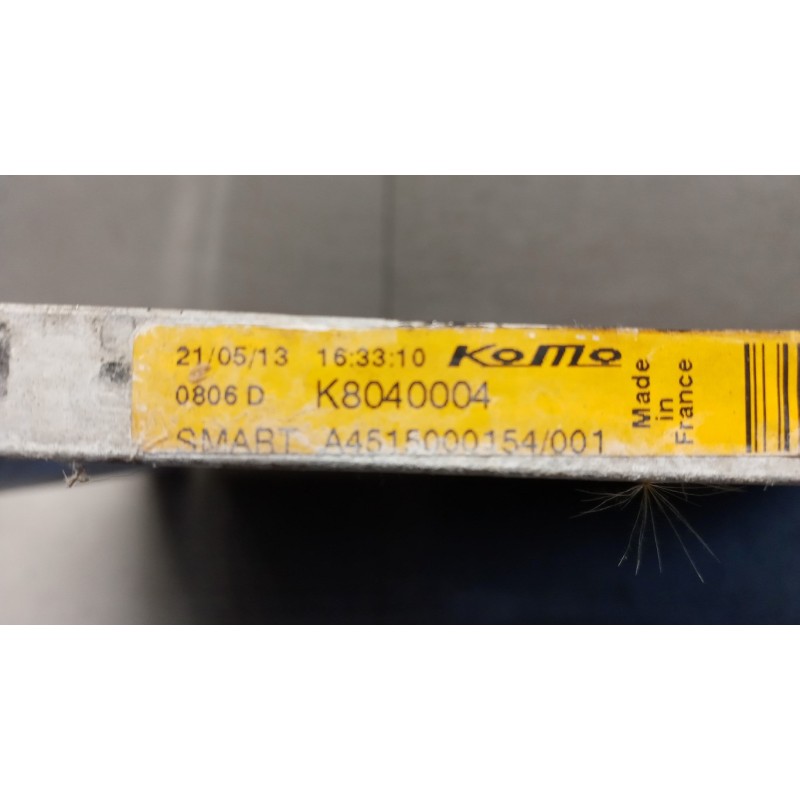 21/05/13 16:33:10 KoMo
0806 D K8040004
SMART A4515000154/001
Made
in
France